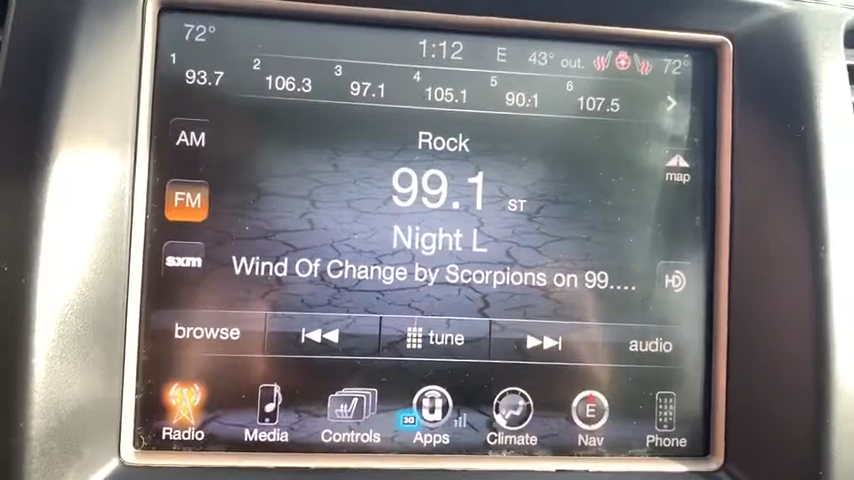 72° 1:12 E 43° out. 72°
1 93.7 2 106.3 3 97.1 4 105.1 5 90.1 6 107.5
AM
Rock
map
FM
99.1 ST
Night L
sxm
Wind Of Change by Scorpions on 99....
HD
browse tune audio
3G
E
Radio Media Controls Apps Climate Nav Phone